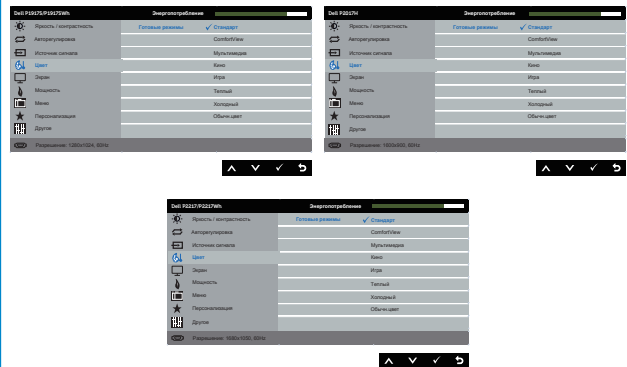 Dell P1917S/P1917SWh Энергопотребление
Яркость / контрастность Готовые режимы ✓ Стандарт
Авторегулировка ComfortView
Источник сигнала Мультимедиа
Цвет Кино
Экран Игра
Мощность Теплый
Меню Холодный
Персонализация Обычн.цвет
Другое
Разрешение: 1280x1024, 60Hz
Dell P2017H Энергопотребление
Яркость / контрастность Готовые режимы ✓ Стандарт
Авторегулировка ComfortView
Источник сигнала Мультимедиа
Цвет Кино
Экран Игра
Мощность Теплый
Меню Холодный
Персонализация Обычн.цвет
Другое
Разрешение: 1600x900, 60Hz
Dell P2217/P2217Wh Энергопотребление
Яркость / контрастность Готовые режимы ✓ Стандарт
Авторегулировка ComfortView
Источник сигнала Мультимедиа
Цвет Кино
Экран Игра
Мощность Теплый
Меню Холодный
Персонализация Обычн.цвет
Другое
Разрешение: 1680x1050, 60Hz